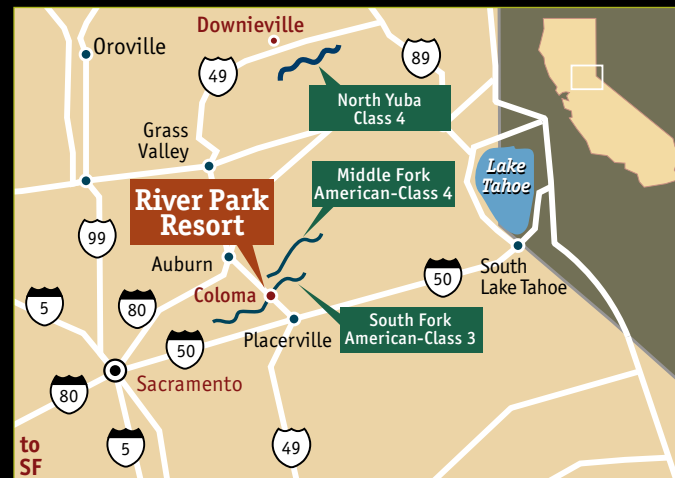 Downieville
Oroville
49
89
North Yuba
Class 4
Grass
Valley
Middle Fork
American-Class 4
Lake
Tahoe
River Park
Resort
99
Auburn
50
South
Lake Tahoe
Coloma
5
80
South Fork
American-Class 3
50
Placerville
Sacramento
80
5
49
to
SF